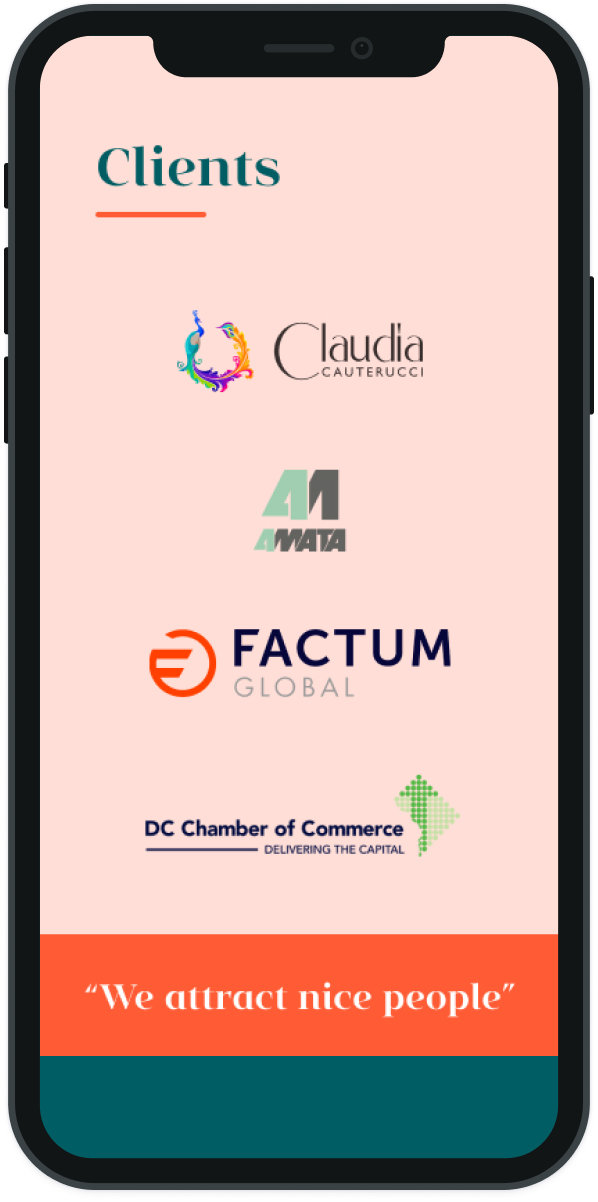 Clients
Claudia
CAUTERUCCI
AMATA
FACTUM
GLOBAL
DC Chamber of Commerce
DELIVERING THE CAPITAL
“We attract nice people”